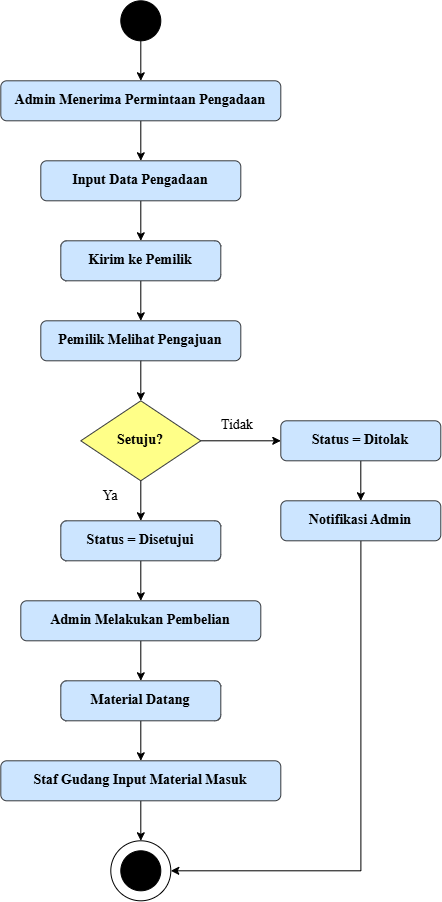 Admin Menerima Permintaan Pengadaan
Input Data Pengadaan
Kirim ke Pemilik
Pemilik Melihat Pengajuan
Setuju?
Tidak
Status = Ditolak
Notifikasi Admin
Ya
Status = Disetujui
Admin Melakukan Pembelian
Material Datang
Staf Gudang Input Material Masuk